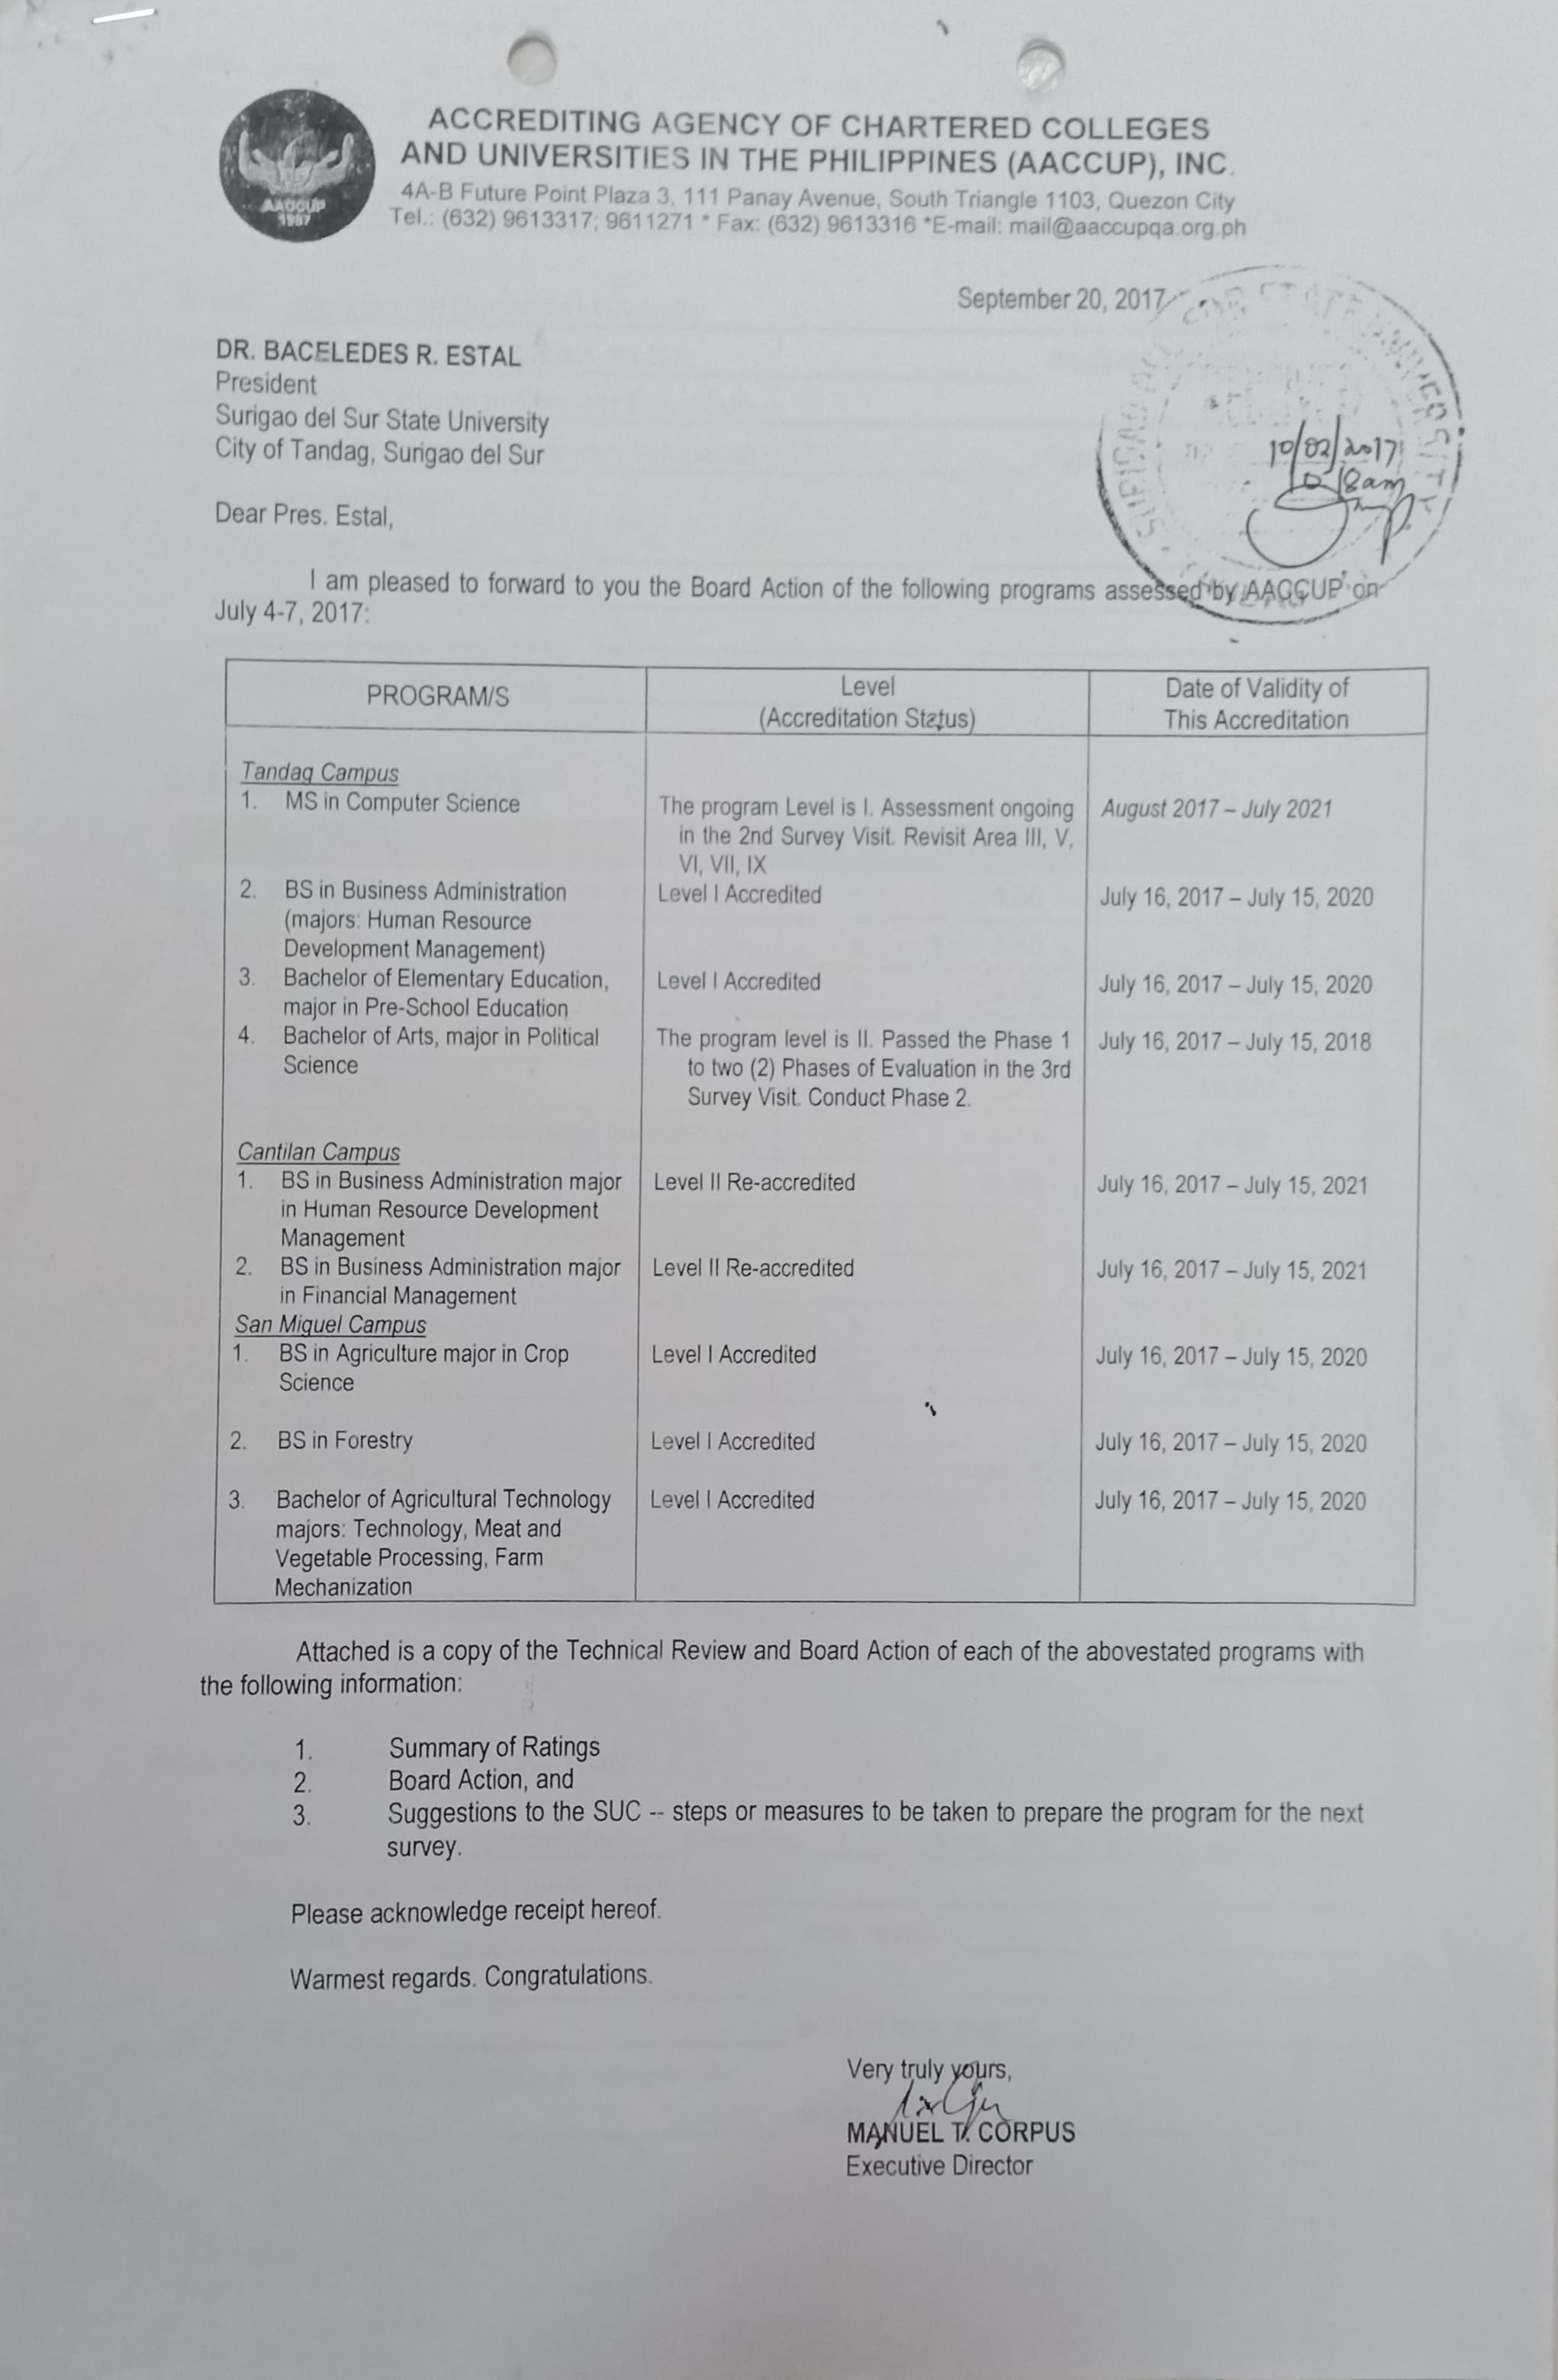 ACCREDITING AGENCY OF CHARTERED COLLEGES
AND UNIVERSITIES IN THE PHILIPPINES (AACCUP), INC.
4A-B Future Point Plaza 3, 111 Panay Avenue, South Triangle 1103, Quezon City
Tel.: (632) 9613317; 9611271 * Fax: (632) 9613316 *E-mail: mail@aaccupqa.org.ph
AACCUP
1987
September 20, 2017
DR. BACELEDES R. ESTAL
President
Surigao del Sur State University
City of Tandag, Surigao del Sur
10/02/2017
Dear Pres. Estal,
I am pleased to forward to you the Board Action of the following programs assessed by AACCUP on
July 4-7, 2017:
PROGRAM/S
Level
(Accreditation Status)
Date of Validity of
This Accreditation
Tandag Campus
1. MS in Computer Science
The program Level is I. Assessment ongoing
in the 2nd Survey Visit. Revisit Area III, V,
VI, VII, IX
August 2017 – July 2021
2. BS in Business Administration
(majors: Human Resource
Development Management)
Level I Accredited
July 16, 2017 – July 15, 2020
3. Bachelor of Elementary Education,
major in Pre-School Education
Level I Accredited
July 16, 2017 – July 15, 2020
4. Bachelor of Arts, major in Political
Science
The program level is II. Passed the Phase 1
to two (2) Phases of Evaluation in the 3rd
Survey Visit. Conduct Phase 2.
July 16, 2017 – July 15, 2018
Cantilan Campus
1. BS in Business Administration major
in Human Resource Development
Management
Level II Re-accredited
July 16, 2017 – July 15, 2021
2. BS in Business Administration major
in Financial Management
Level II Re-accredited
July 16, 2017 – July 15, 2021
San Miguel Campus
1. BS in Agriculture major in Crop
Science
Level I Accredited
July 16, 2017 – July 15, 2020
2. BS in Forestry
Level I Accredited
July 16, 2017 – July 15, 2020
3. Bachelor of Agricultural Technology
majors: Technology, Meat and
Vegetable Processing, Farm
Mechanization
Level I Accredited
July 16, 2017 – July 15, 2020
Attached is a copy of the Technical Review and Board Action of each of the abovestated programs with
the following information:
1. Summary of Ratings
2. Board Action, and
3. Suggestions to the SUC -- steps or measures to be taken to prepare the program for the next
survey.
Please acknowledge receipt hereof.
Warmest regards. Congratulations.
Very truly yours,
MANUEL T. CORPUS
Executive Director